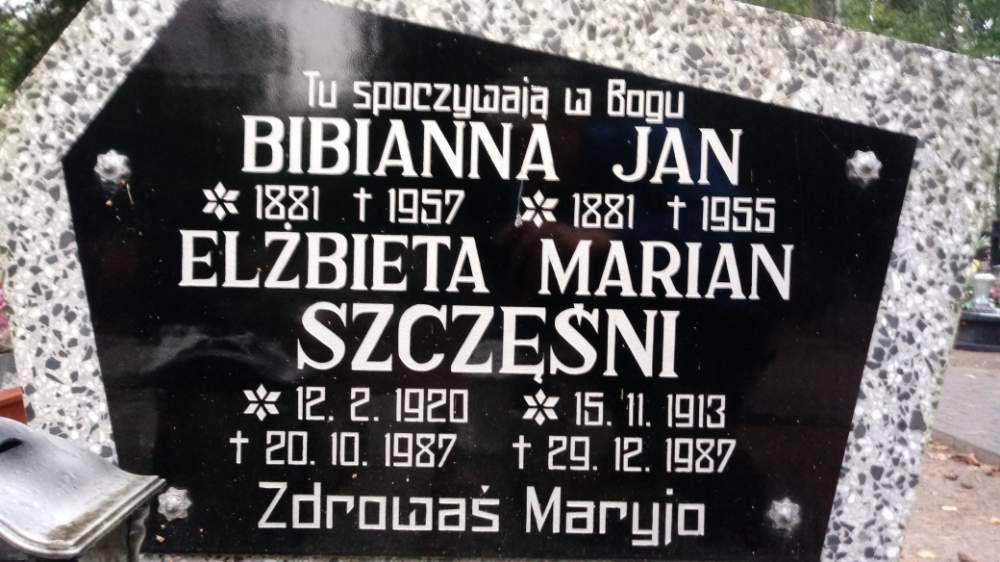 Tu spoczywają w Bogu
BIBIANNA JAN
* 1881 † 1957 * 1881 † 1955
ELŻBIETA MARIAN
SZCZĘŚNI
* 12. 2. 1920 * 15. 11. 1913
† 20. 10. 1987 † 29. 12. 1987
Zdrowaś Maryjo